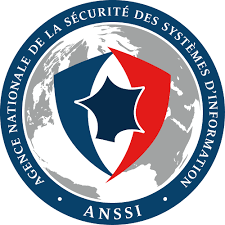 AGENCE NATIONALE DE LA SÉCURITÉ DES SYSTÈMES D'INFORMATION
ANSSI